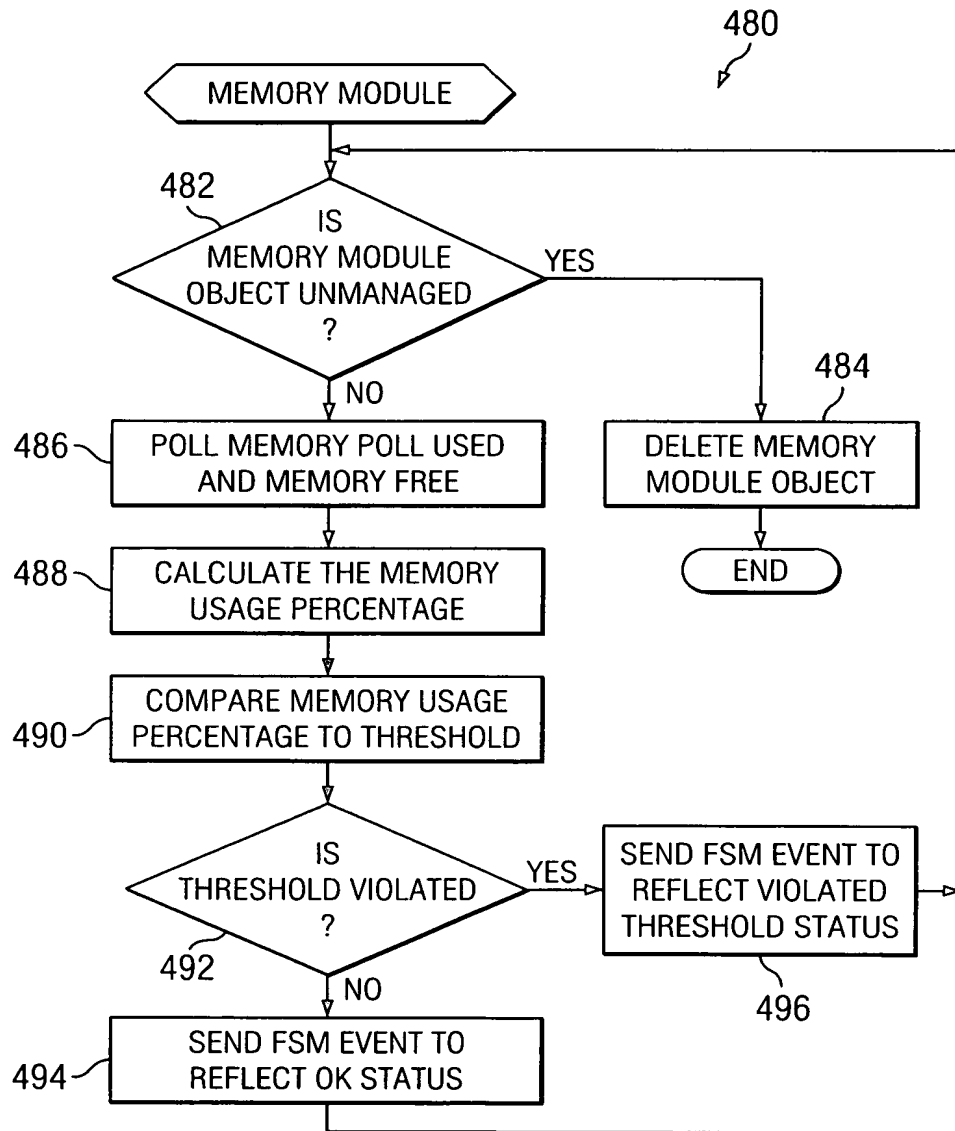 480
MEMORY MODULE
482
IS
MEMORY MODULE
OBJECT UNMANAGED
?
YES
NO
484
486
POLL MEMORY POLL USED
AND MEMORY FREE
DELETE MEMORY
MODULE OBJECT
488
CALCULATE THE MEMORY
USAGE PERCENTAGE
END
490
COMPARE MEMORY USAGE
PERCENTAGE TO THRESHOLD
IS
THRESHOLD VIOLATED
?
YES
492
NO
SEND FSM EVENT TO
REFLECT VIOLATED
THRESHOLD STATUS
496
494
SEND FSM EVENT TO
REFLECT OK STATUS